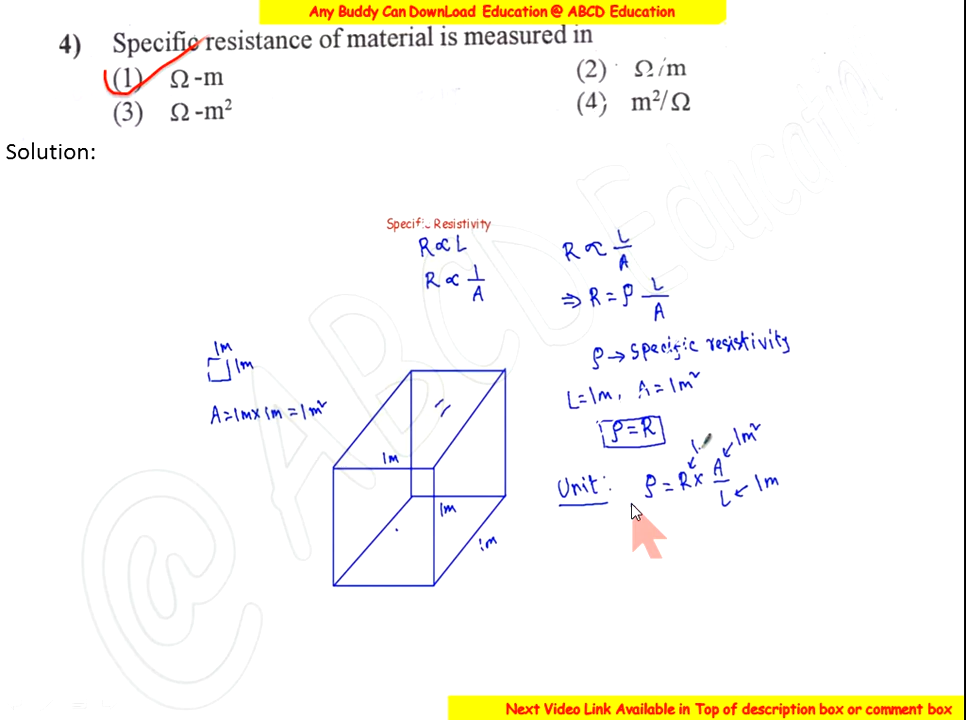 Any Buddy Can DownLoad Education @ ABCD Education
4) Specific resistance of material is measured in
(1) Ω-m
(2) Ω/m
(3) Ω-m²
(4) m²/Ω
Solution:
Specific Resistivity
R ∝ L
R ∝ 1/A
R ∝ L/A
⇒ R = ρ L/A
ρ → specific resistivity
L=1m, A=1m²
ρ=R
1m
1m
A=1m×1m=1m²
1m
1m
1m
Unit: ρ = R × A/L
1m²
1m
@ABCD Education
Next Video Link Available in Top of description box or comment box